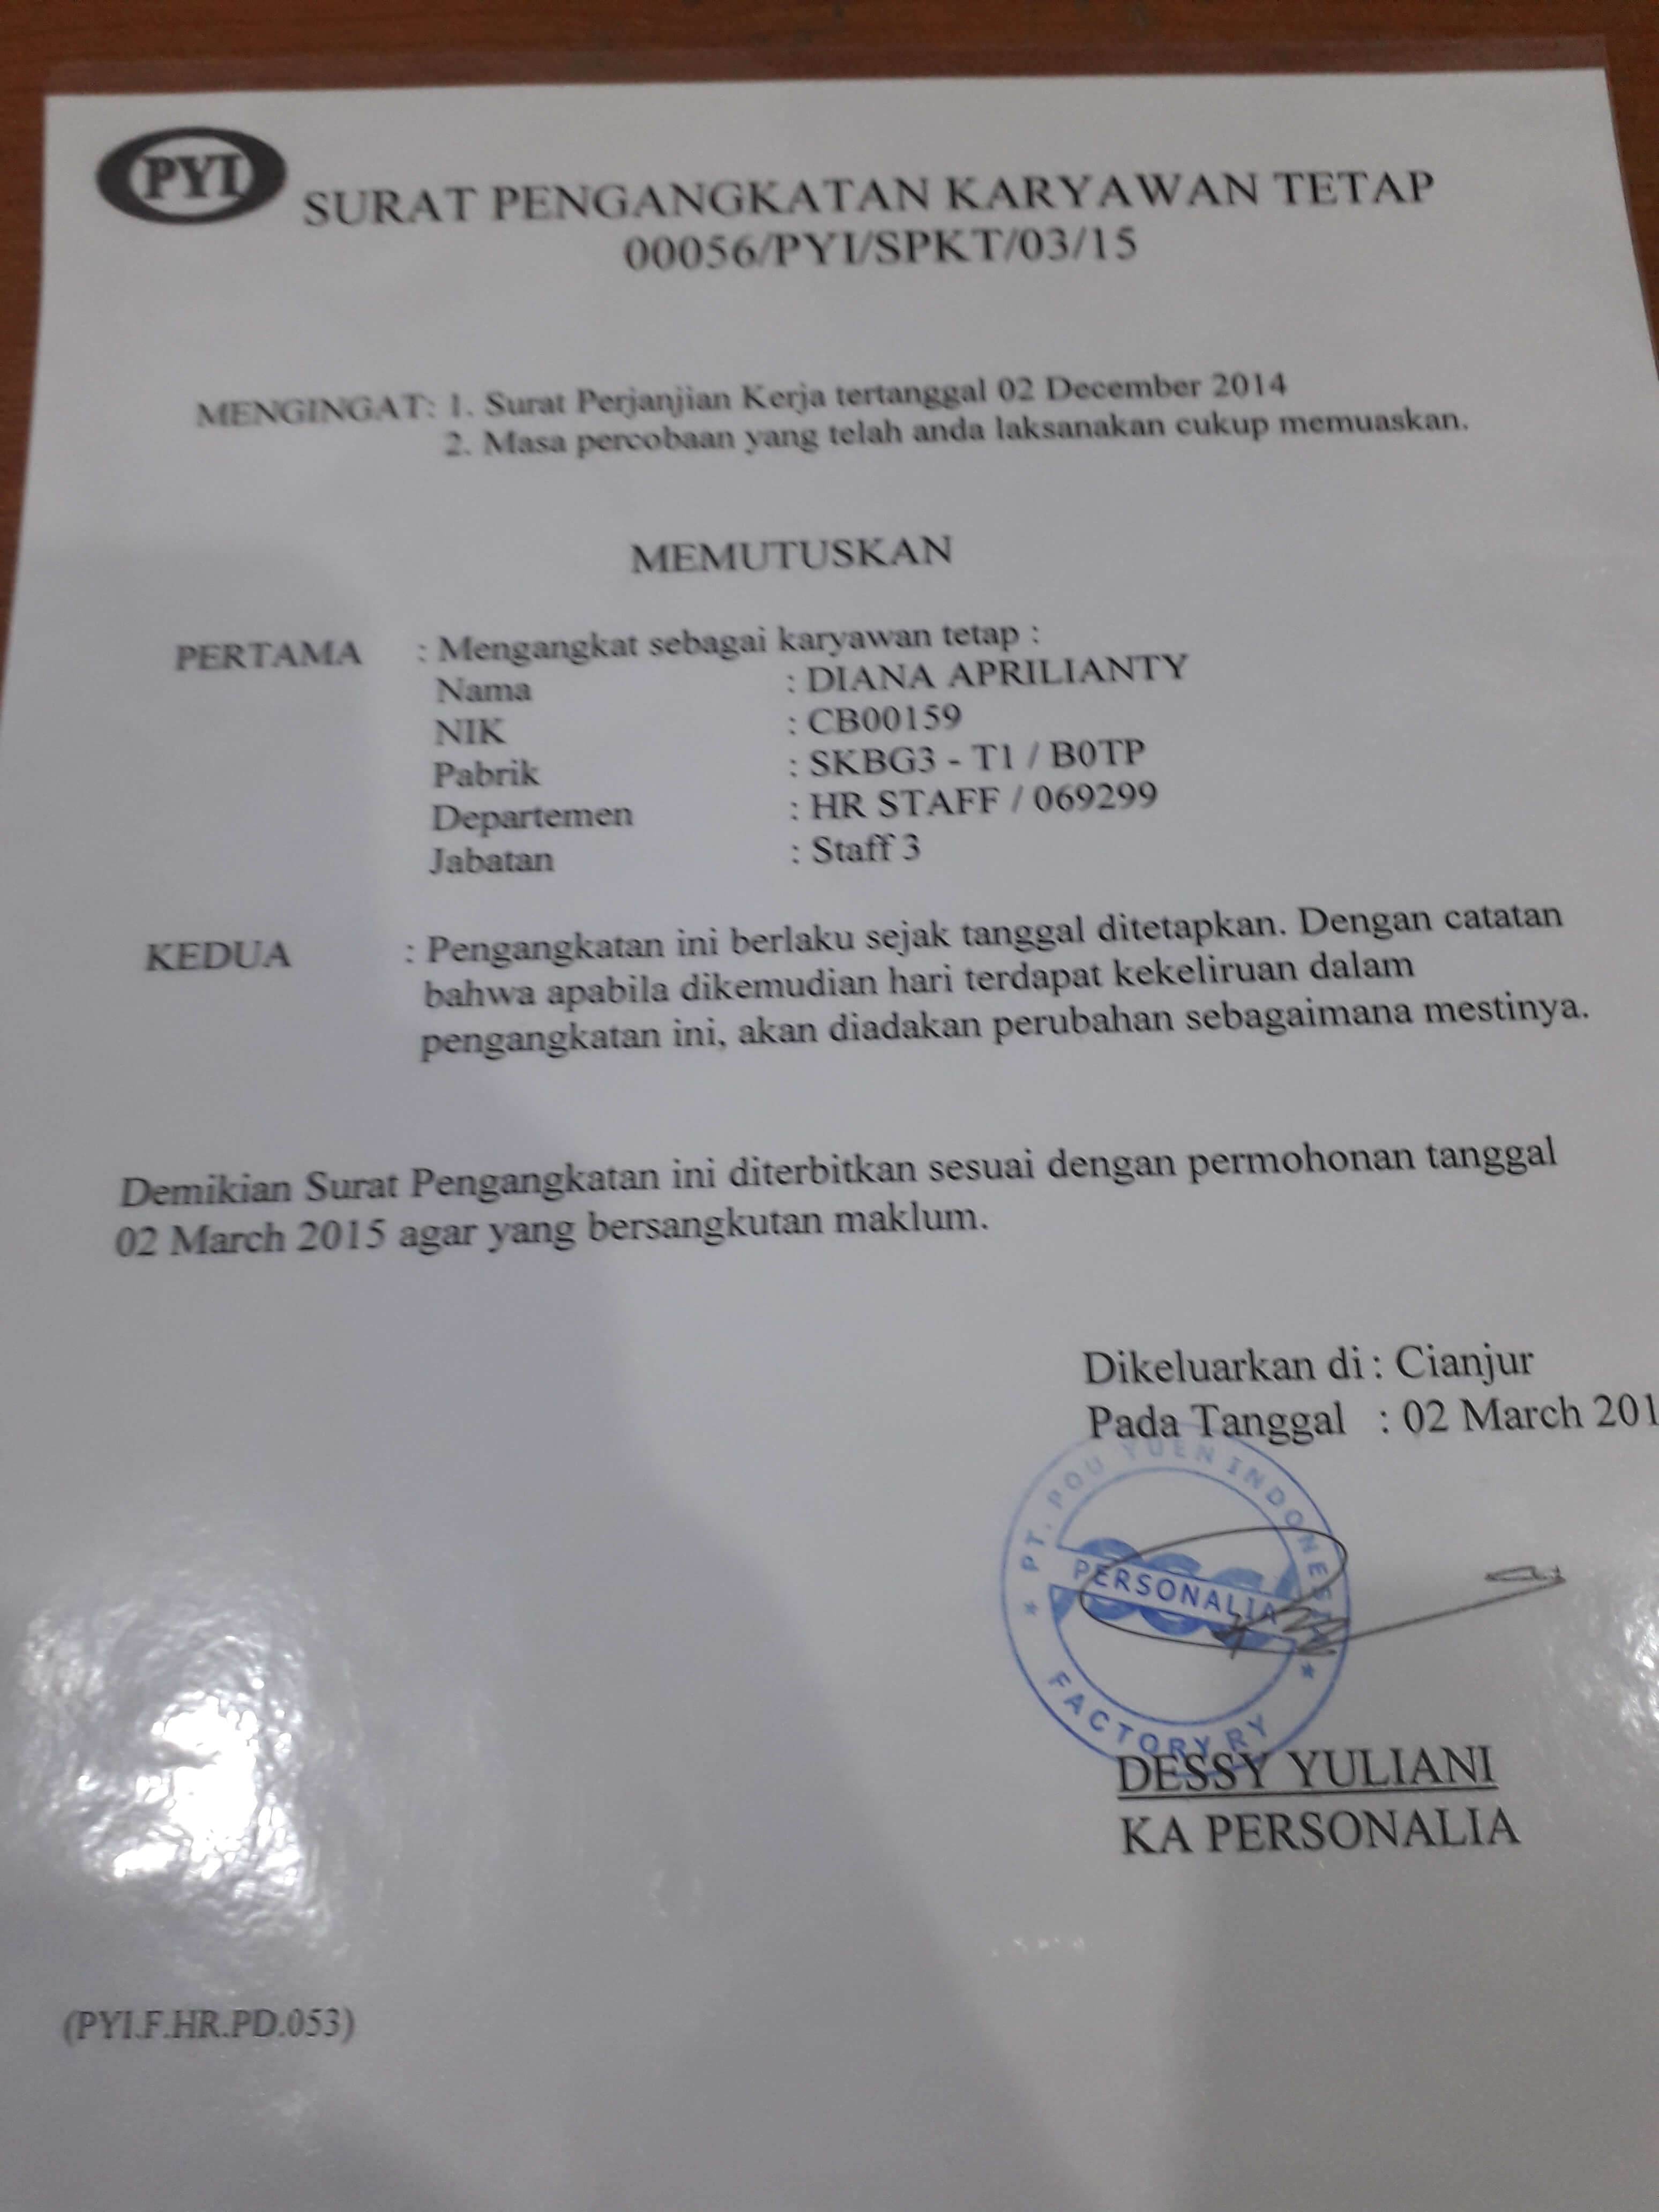 PYI
SURAT PENGANGKATAN KARYAWAN TETAP
00056/PYI/SPKT/03/15
MENGINGAT: 1. Surat Perjanjian Kerja tertanggal 02 December 2014
2. Masa percobaan yang telah anda laksanakan cukup memuaskan.
MEMUTUSKAN
PERTAMA : Mengangkat sebagai karyawan tetap :
Nama : DIANA APRILIANTY
NIK : CB00159
Pabrik : SKBG3 - T1 / B0TP
Departemen : HR STAFF / 069299
Jabatan : Staff 3
KEDUA : Pengangkatan ini berlaku sejak tanggal ditetapkan. Dengan catatan
bahwa apabila dikemudian hari terdapat kekeliruan dalam
pengangkatan ini, akan diadakan perubahan sebagaimana mestinya.
Demikian Surat Pengangkatan ini diterbitkan sesuai dengan permohonan tanggal
02 March 2015 agar yang bersangkutan maklum.
Dikeluarkan di : Cianjur
Pada Tanggal : 02 March 201
PT. POU YUEN INDONESIA
PERSONALIA
FACTORY RY
DESSY YULIANI
KA PERSONALIA
(PYI.F.HR.PD.053)